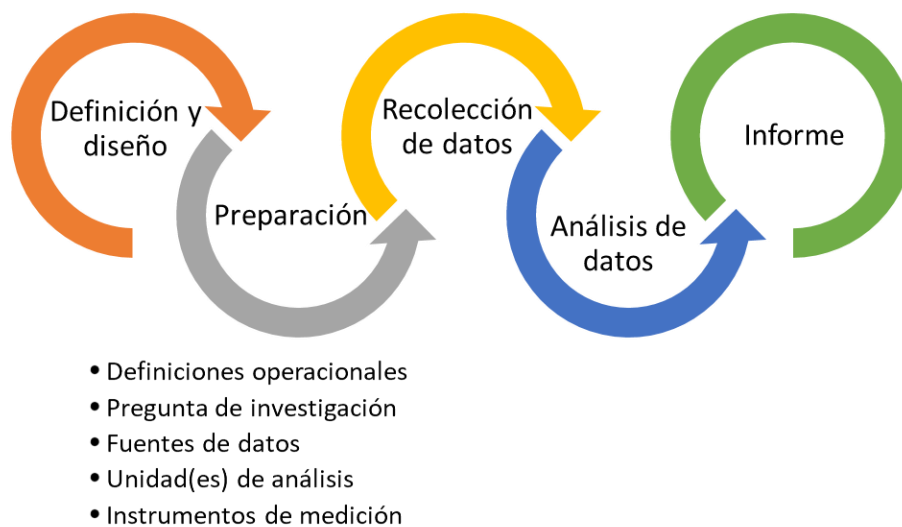 Definición y
diseño
Preparación
Recolección
de datos
Análisis de
datos
Informe
• Definiciones operacionales
• Pregunta de investigación
• Fuentes de datos
• Unidad(es) de análisis
• Instrumentos de medición